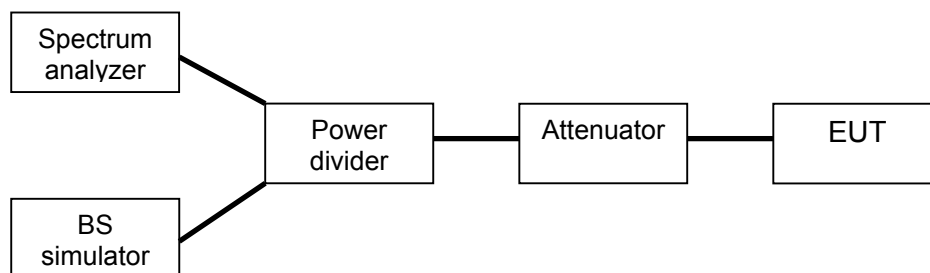 Spectrum
analyzer
Power
divider
Attenuator
EUT
BS
simulator